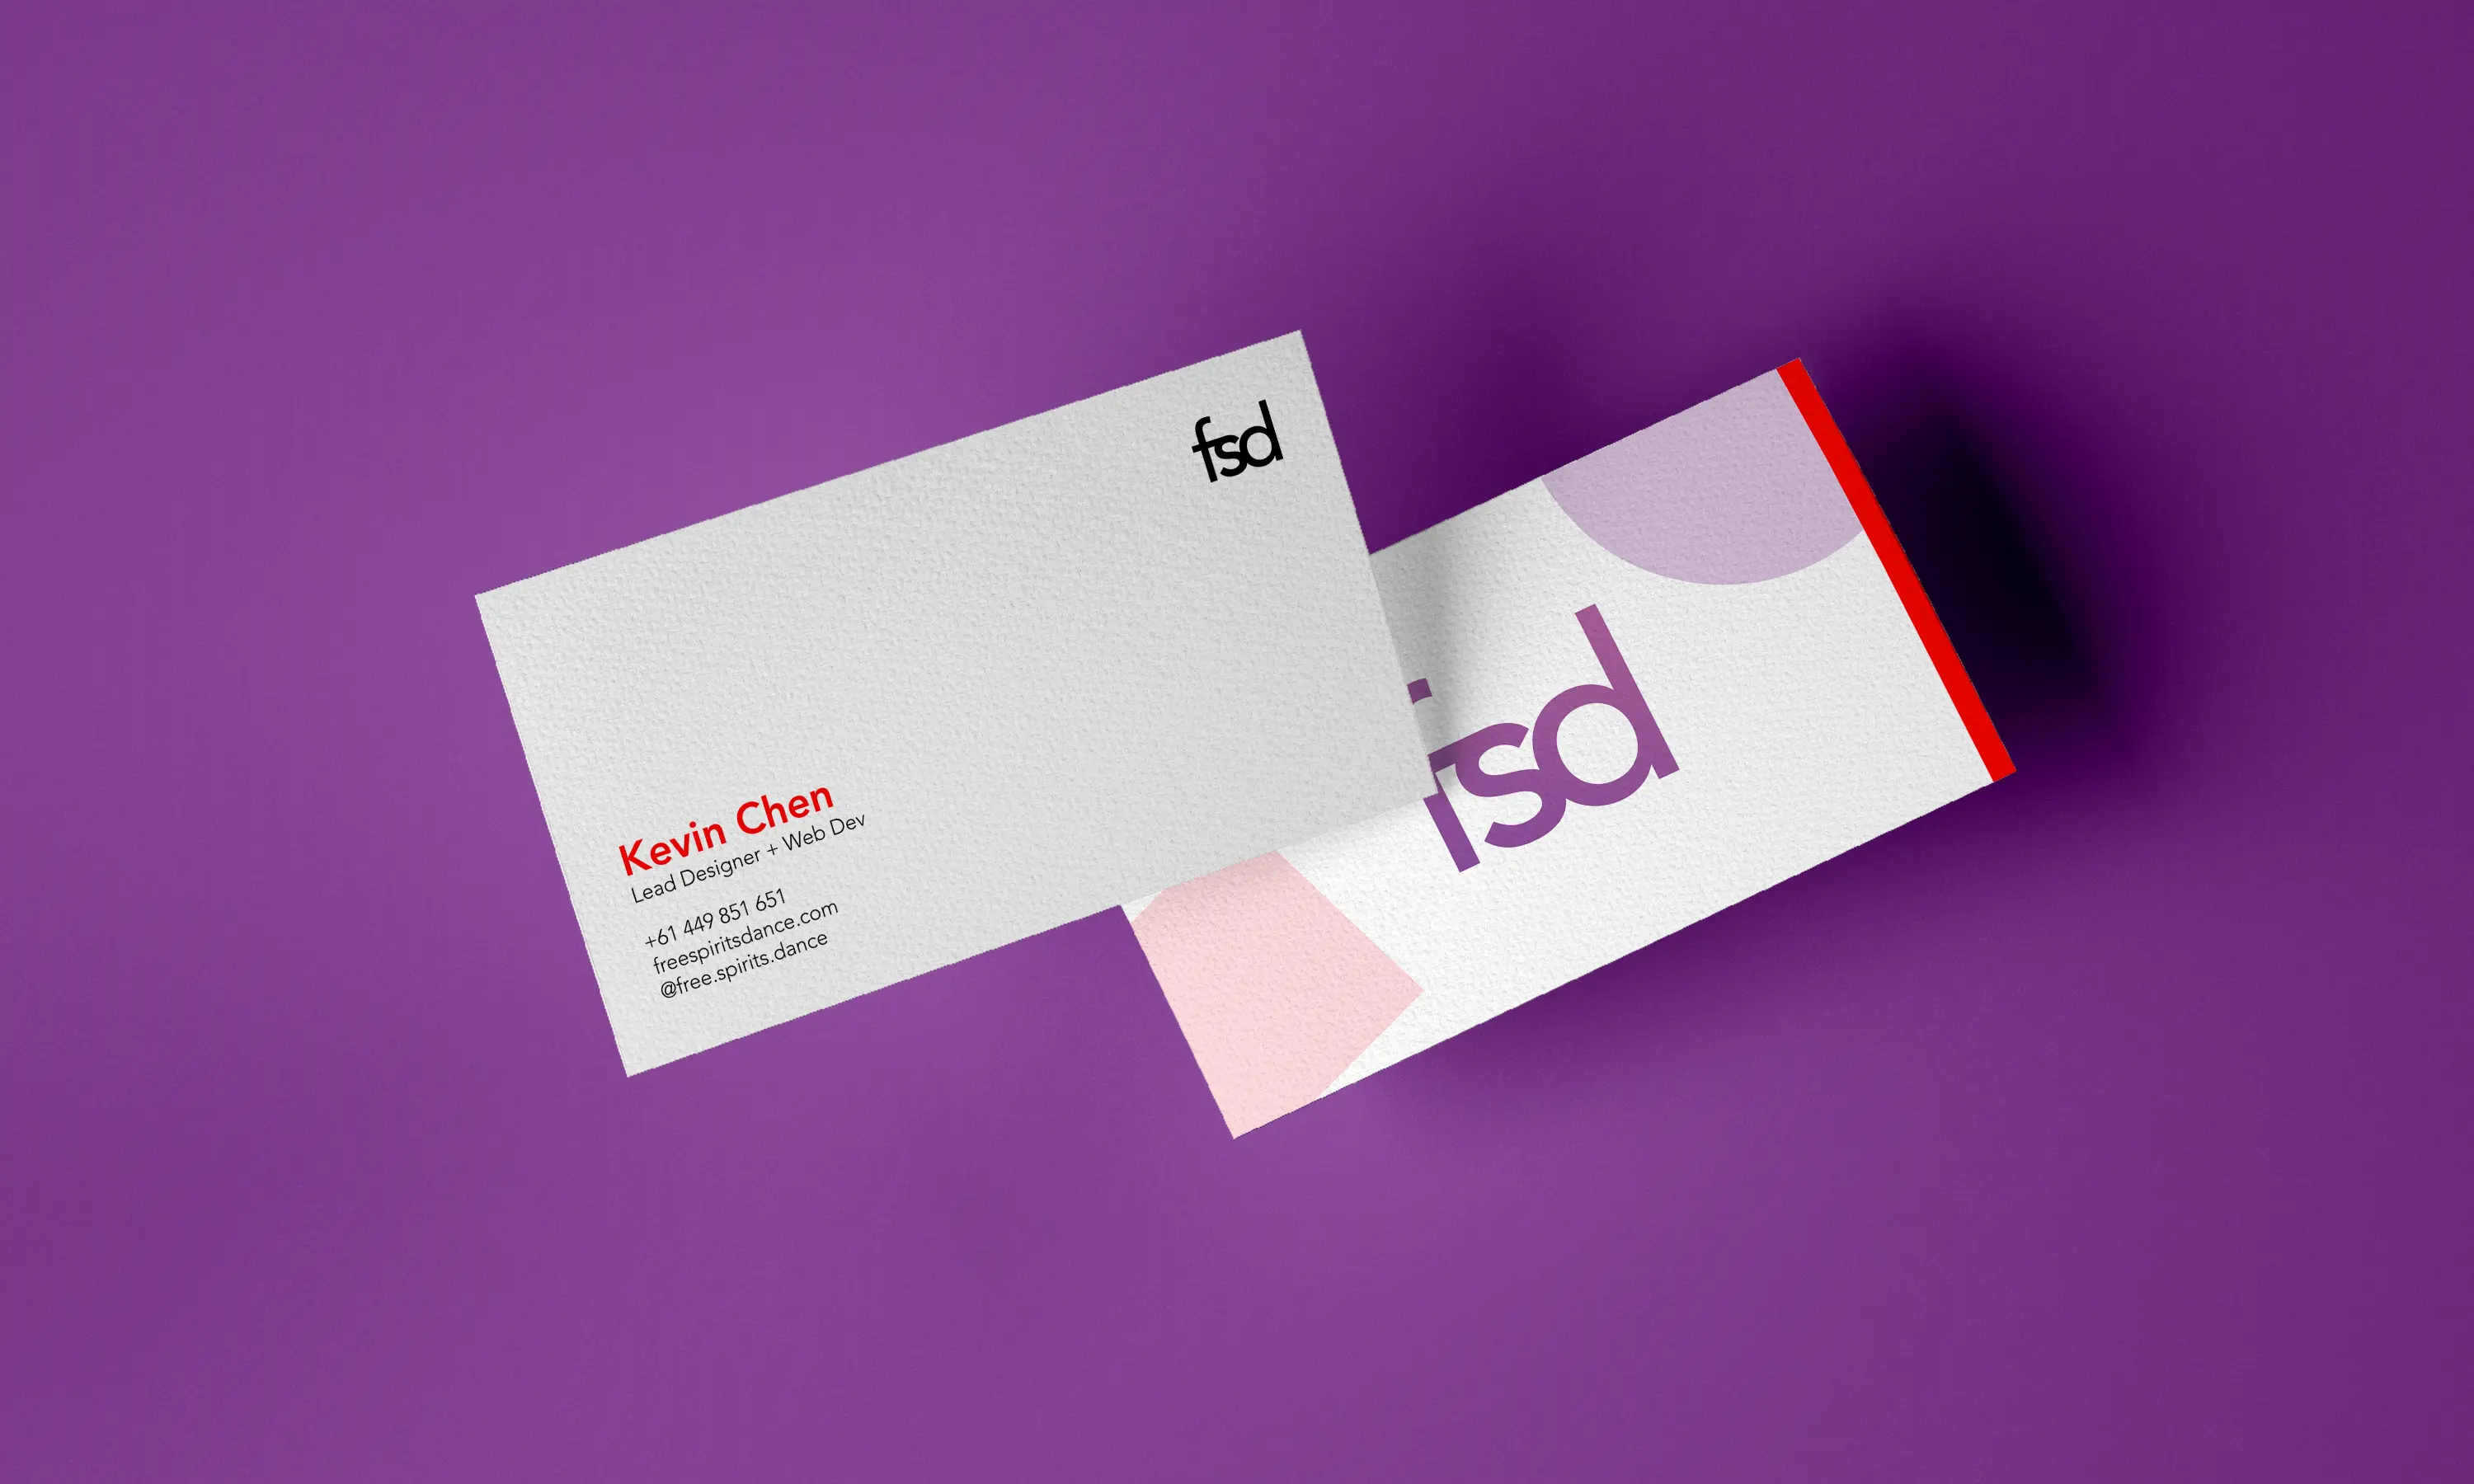 fsd
Kevin Chen
Lead Designer + Web Dev
+61 449 851 651
freespiritsdance.com
@free.spirits.dance
fsd